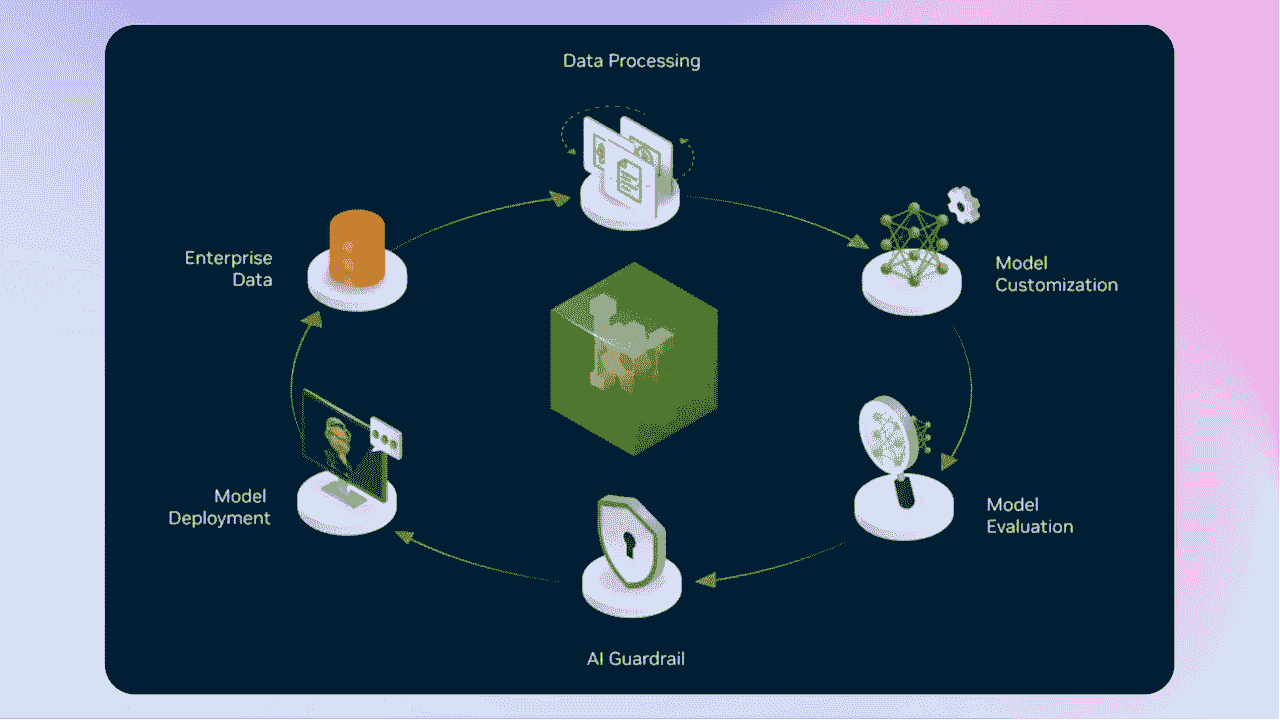 Data Processing
Enterprise
Data
Model
Customization
Model
Deployment
Model
Evaluation
AI Guardrail